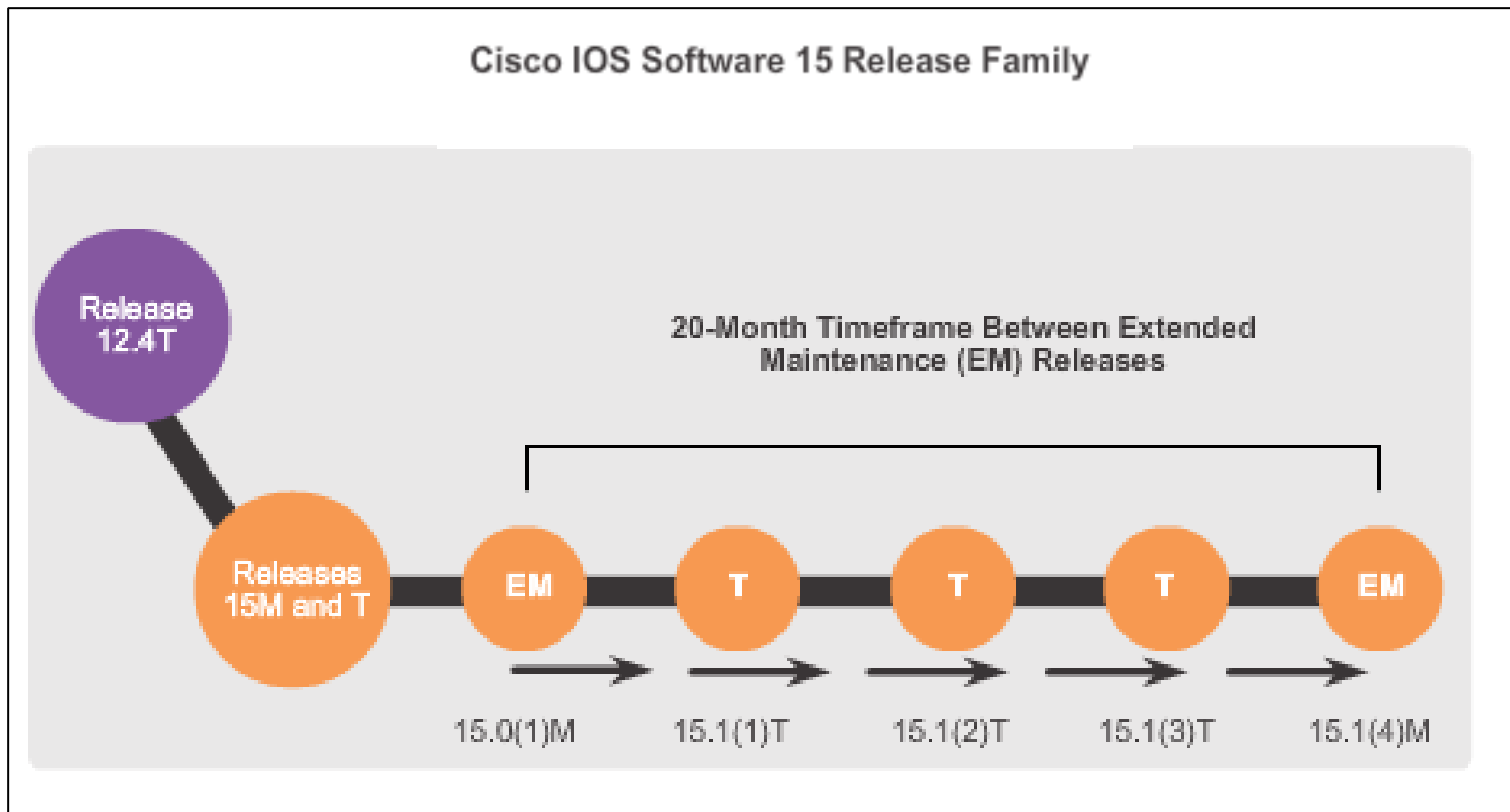 Cisco IOS Software 15 Release Family
Release
12.4T
20-Month Timeframe Between Extended
Maintenance (EM) Releases
Releases
15M and T
EM
T
T
T
EM
15.0(1)M
15.1(1)T
15.1(2)T
15.1(3)T
15.1(4)M